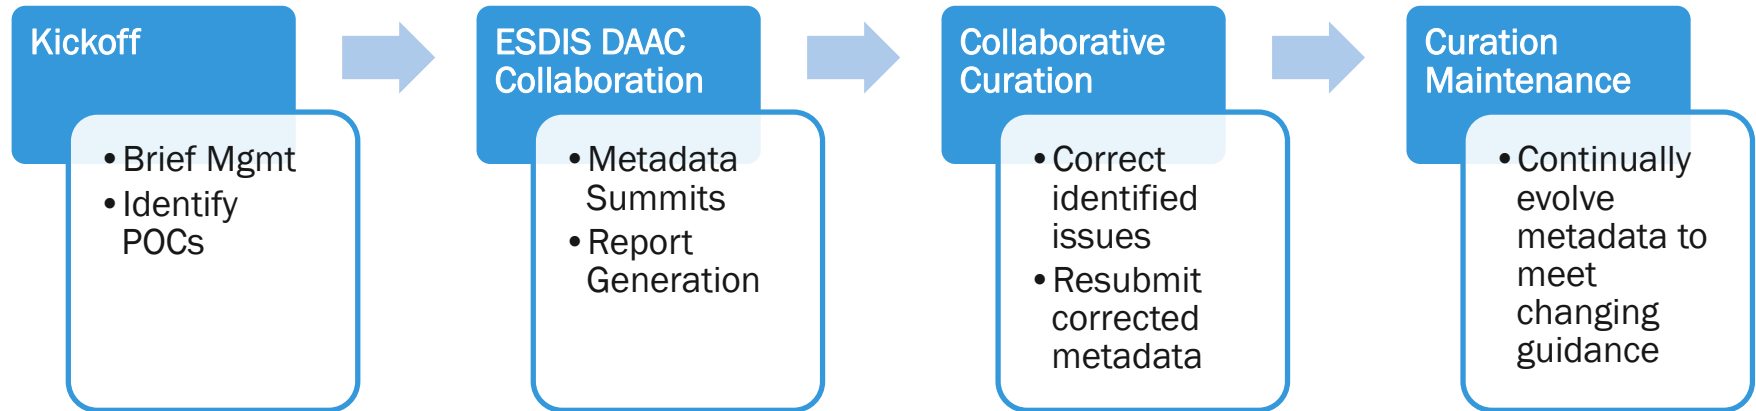 Kickoff
• Brief Mgmt
• Identify
POCs
ESDIS DAAC
Collaboration
• Metadata
Summits
• Report
Generation
Collaborative
Curation
• Correct
identified
issues
• Resubmit
corrected
metadata
Curation
Maintenance
• Continually
evolve
metadata to
meet
changing
guidance